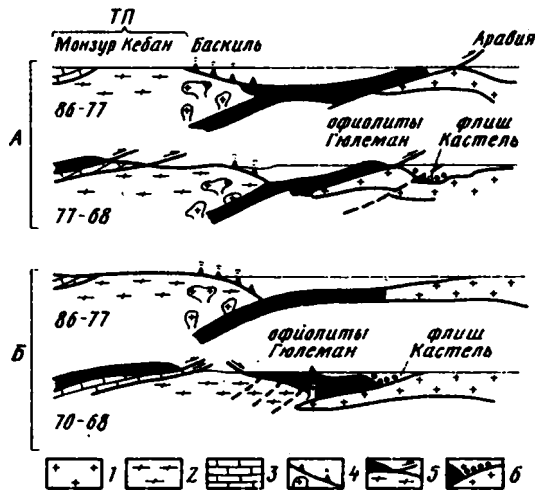 ТП
Монзур Кебан Баскиль Аравия
86-77
А
офиолиты Гюлеман
флиш Кастель
77-68
86-77
Б
офиолиты Гюлеман
флиш Кастель
70-68
1 2 3 4 5 6